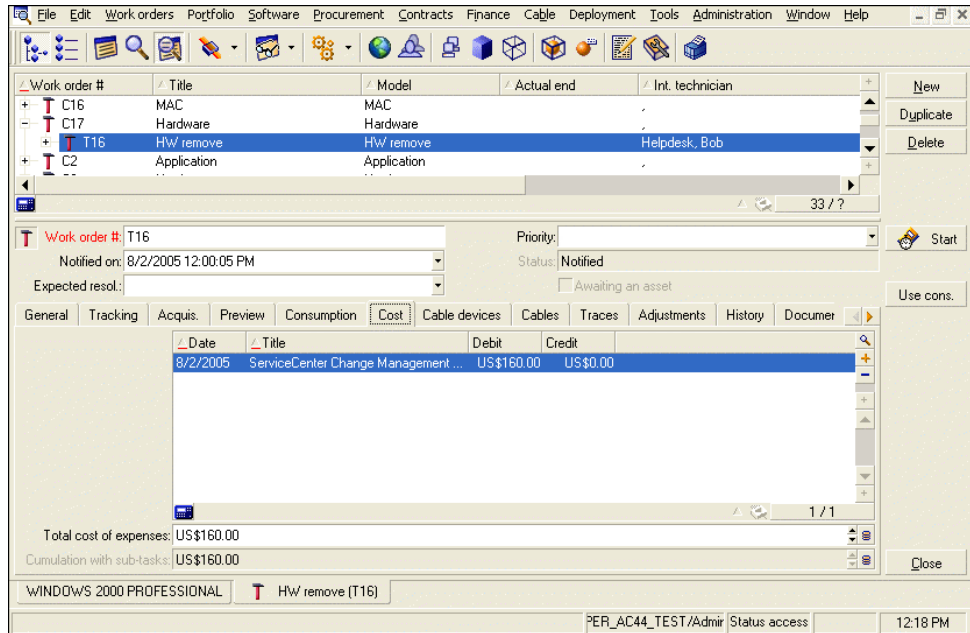 File Edit Work orders Portfolio Software Procurement Contracts Finance Cable Deployment Tools Administration Window Help
Work order # Title Model Actual end Int. technician
C16 MAC MAC ,
C17 Hardware Hardware ,
T16 HW remove HW remove Helpdesk, Bob
C2 Application Application ,
33 / ?
New
Duplicate
Delete
Work order #: T16 Priority:
Notified on: 8/2/2005 12:00:05 PM Status: Notified
Expected resol.: Awaiting an asset
Start
Use cons.
General Tracking Acquis. Preview Consumption Cost Cable devices Cables Traces Adjustments History Documer
Date Title Debit Credit
8/2/2005 ServiceCenter Change Management ... US$160.00 US$0.00
1 / 1
Total cost of expenses: US$160.00
Cumulation with sub-tasks: US$160.00
Close
WINDOWS 2000 PROFESSIONAL HW remove (T16)
PER_AC44_TEST/Admir Status access 12:18 PM